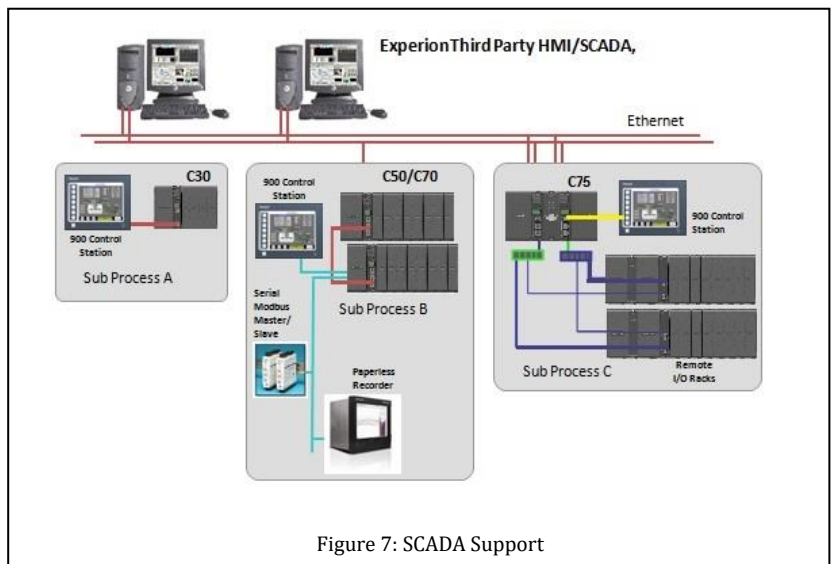 ExperionThird Party HMI/SCADA,
Ethernet
C30
900 Control
Station
Sub Process A
C50/C70
900 Control
Station
Sub Process B
Serial
Modbus
Master/
Slave
Paperless
Recorder
C75
900 Control
Station
Sub Process C
Remote
I/O Racks
Figure 7: SCADA Support